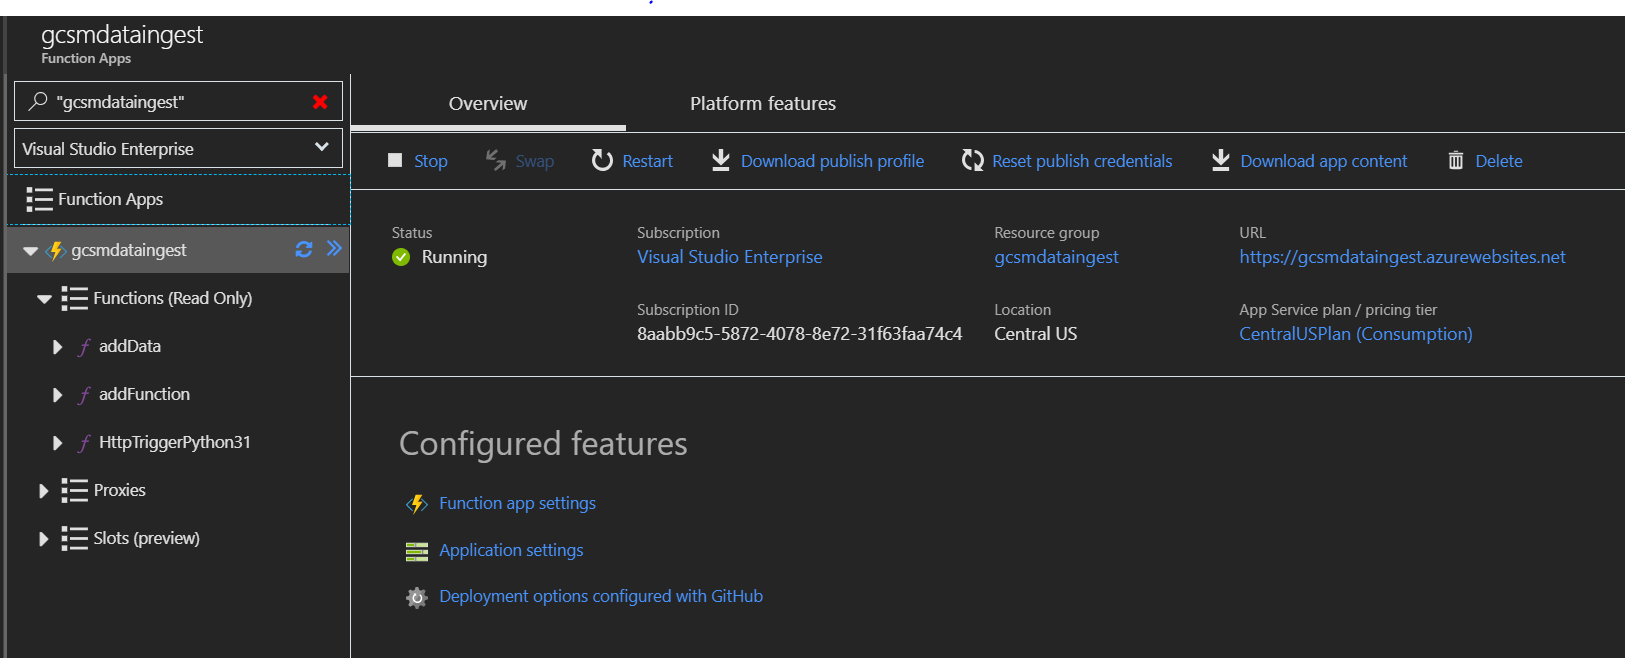 gcsmdataingest
Function Apps
"gcsmdataingest"
Visual Studio Enterprise
Function Apps
gcsmdataingest
Functions (Read Only)
addData
addFunction
HttpTriggerPython31
Proxies
Slots (preview)
Overview
Platform features
Stop
Swap
Restart
Download publish profile
Reset publish credentials
Download app content
Delete
Status
Running
Subscription
Visual Studio Enterprise
Resource group
gcsmdataingest
URL
https://gcsmdataingest.azurewebsites.net
Subscription ID
8aabb9c5-5872-4078-8e72-31f63faa74c4
Location
Central US
App Service plan / pricing tier
CentralUSPlan (Consumption)
Configured features
Function app settings
Application settings
Deployment options configured with GitHub